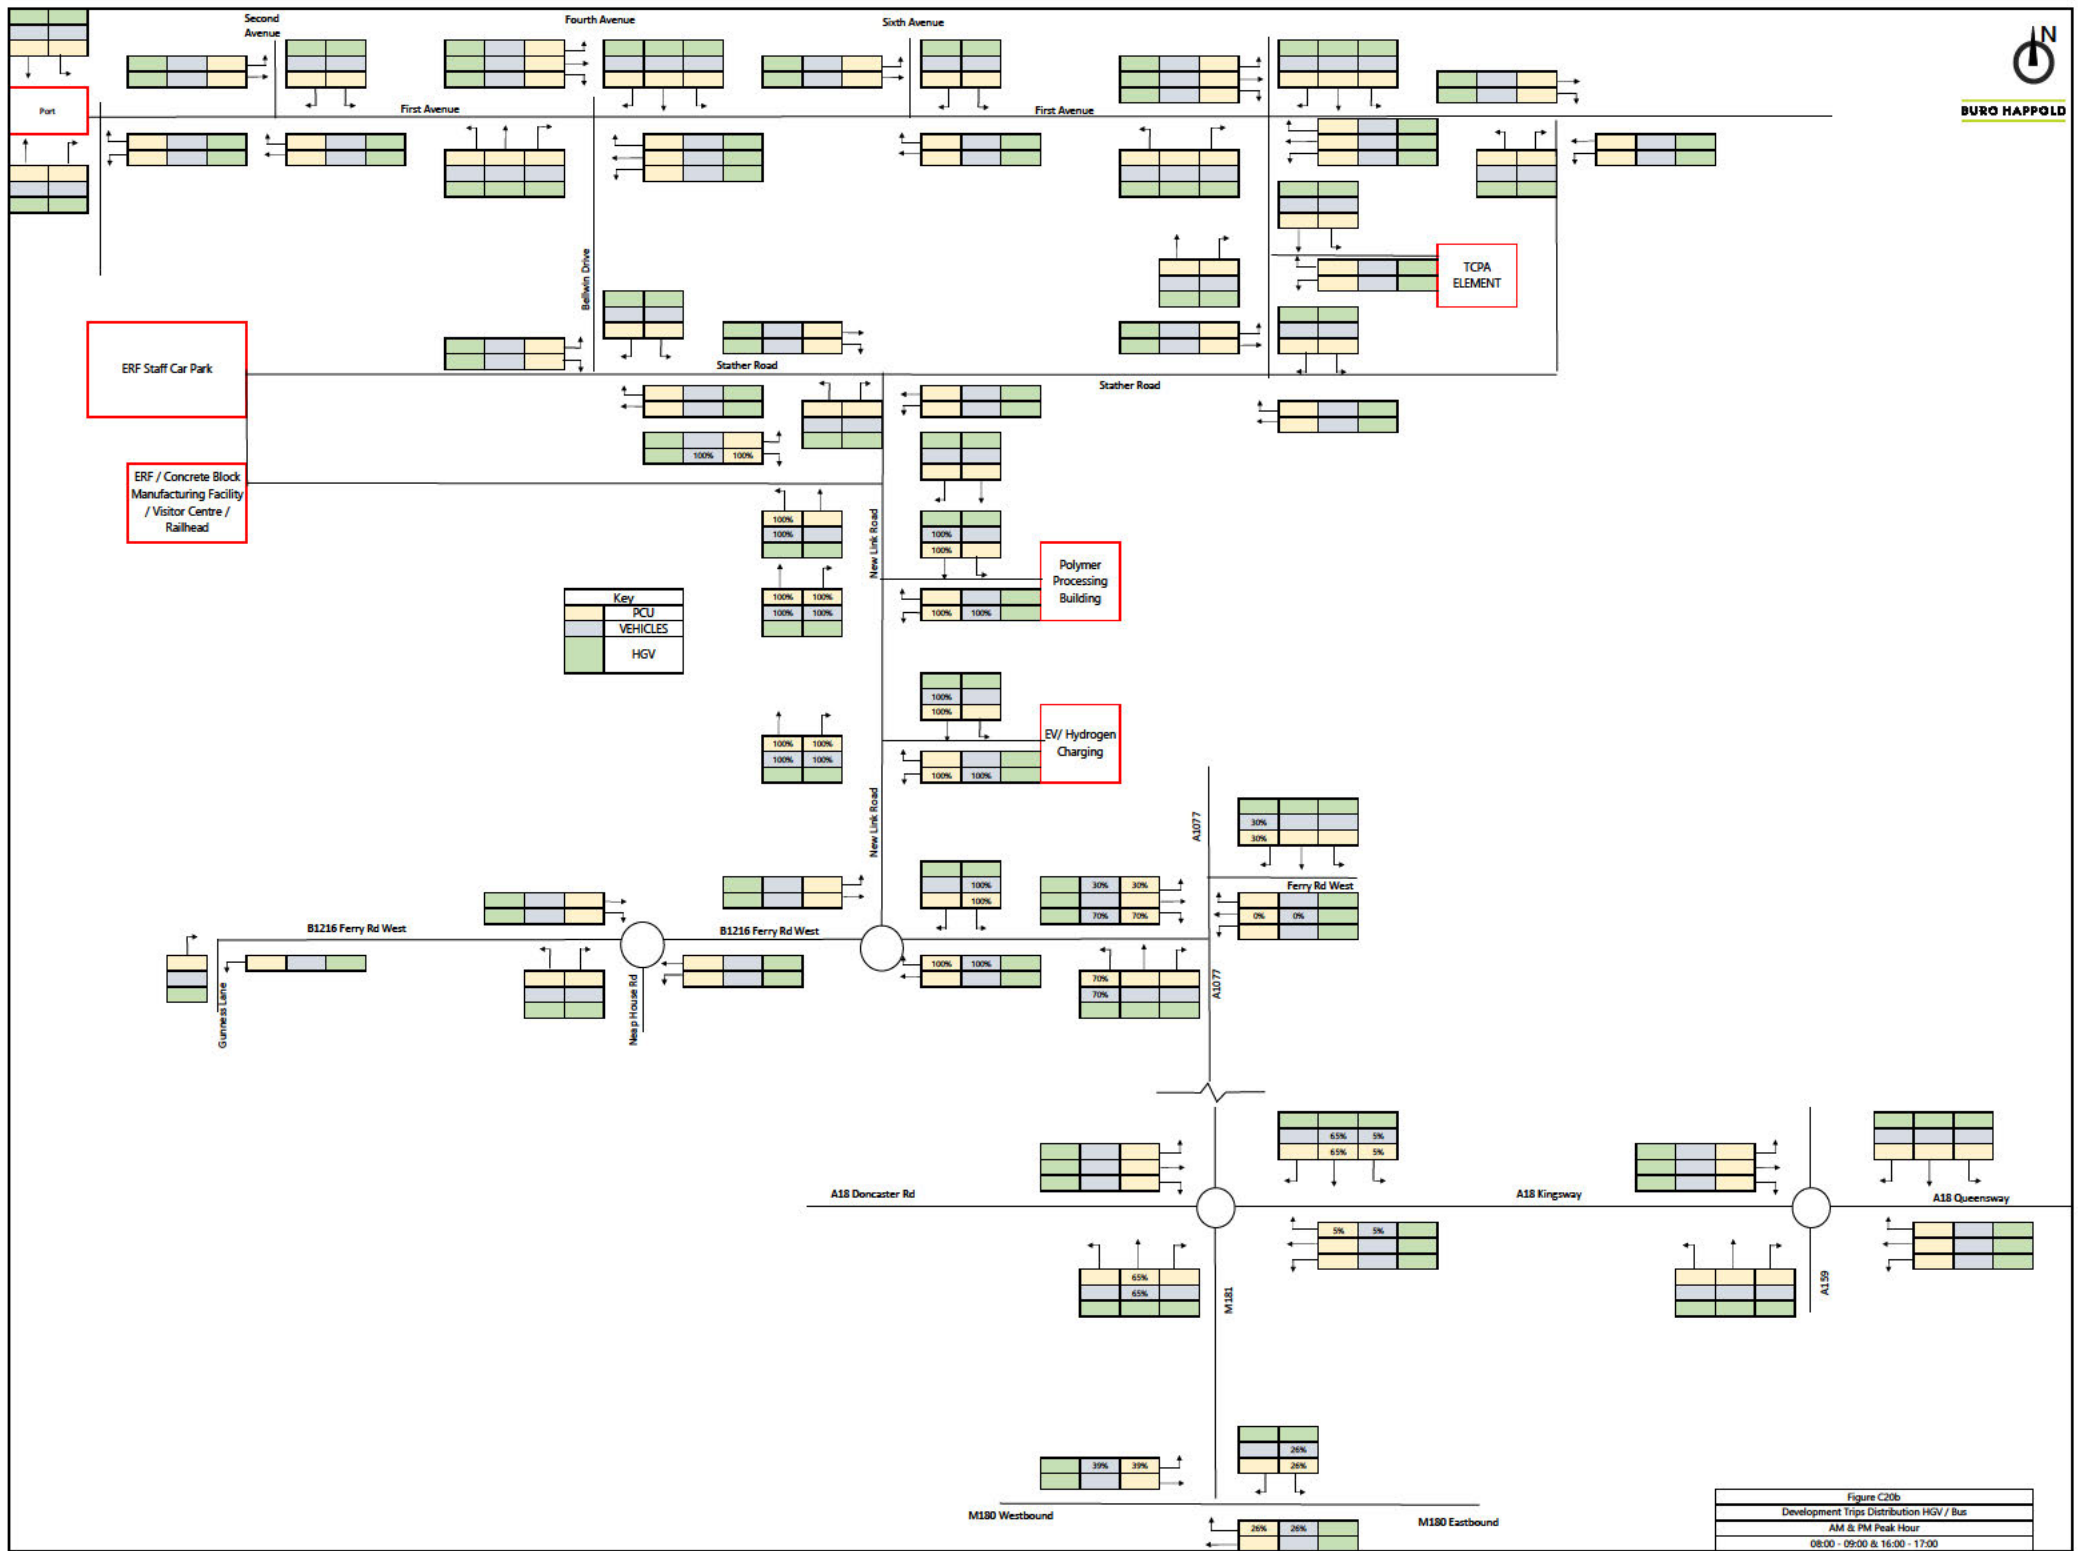 Second
Avenue
Fourth Avenue
Sixth Avenue
N
BURO HAPPOLD
Port
First Avenue
First Avenue
Bellwin Drive
TCPA
ELEMENT
ERF Staff Car Park
Stather Road
Stather Road
100% 100%
ERF / Concrete Block
Manufacturing Facility
/ Visitor Centre /
Railhead
New Link Road
100%
100%
100%
100%
Polymer
Processing
Building
Key
PCU
VEHICLES
HGV
100% 100%
100% 100%
100% 100%
100%
100%
EV/ Hydrogen
Charging
100% 100%
100% 100%
100% 100%
New Link Road
A1077
30%
30%
100%
100%
30% 30%
70% 70%
Ferry Rd West
0% 0%
B1216 Ferry Rd West
B1216 Ferry Rd West
100% 100%
70%
70%
A1077
Gunness Lane
Neap House Rd
65% 5%
65% 5%
A18 Doncaster Rd
A18 Kingsway
A18 Queensway
5% 5%
65%
65%
M181
A159
26%
26%
39% 39%
M180 Westbound
M180 Eastbound
26% 26%
Figure C20b
Development Trips Distribution HGV / Bus
AM & PM Peak Hour
08:00 - 09:00 & 16:00 - 17:00